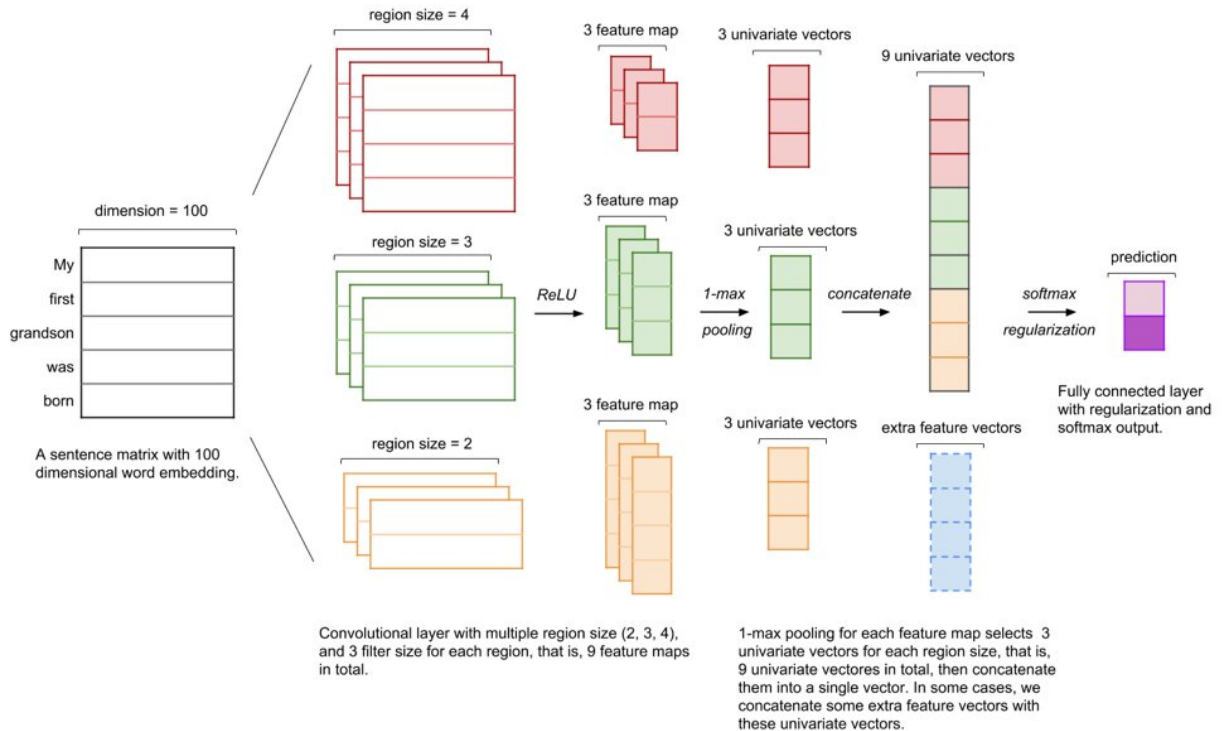 region size = 4
3 feature map
3 univariate vectors
9 univariate vectors
dimension = 100
My
first
grandson
was
born
A sentence matrix with 100
dimensional word embedding.
region size = 3
ReLU
3 feature map
1-max
pooling
3 univariate vectors
concatenate
softmax
regularization
prediction
Fully connected layer
with regularization and
softmax output.
region size = 2
3 feature map
3 univariate vectors
extra feature vectors
Convolutional layer with multiple region size (2, 3, 4),
and 3 filter size for each region, that is, 9 feature maps
in total.
1-max pooling for each feature map selects 3
univariate vectors for each region size, that is,
9 univariate vectores in total, then concatenate
them into a single vector. In some cases, we
concatenate some extra feature vectors with
these univariate vectors.